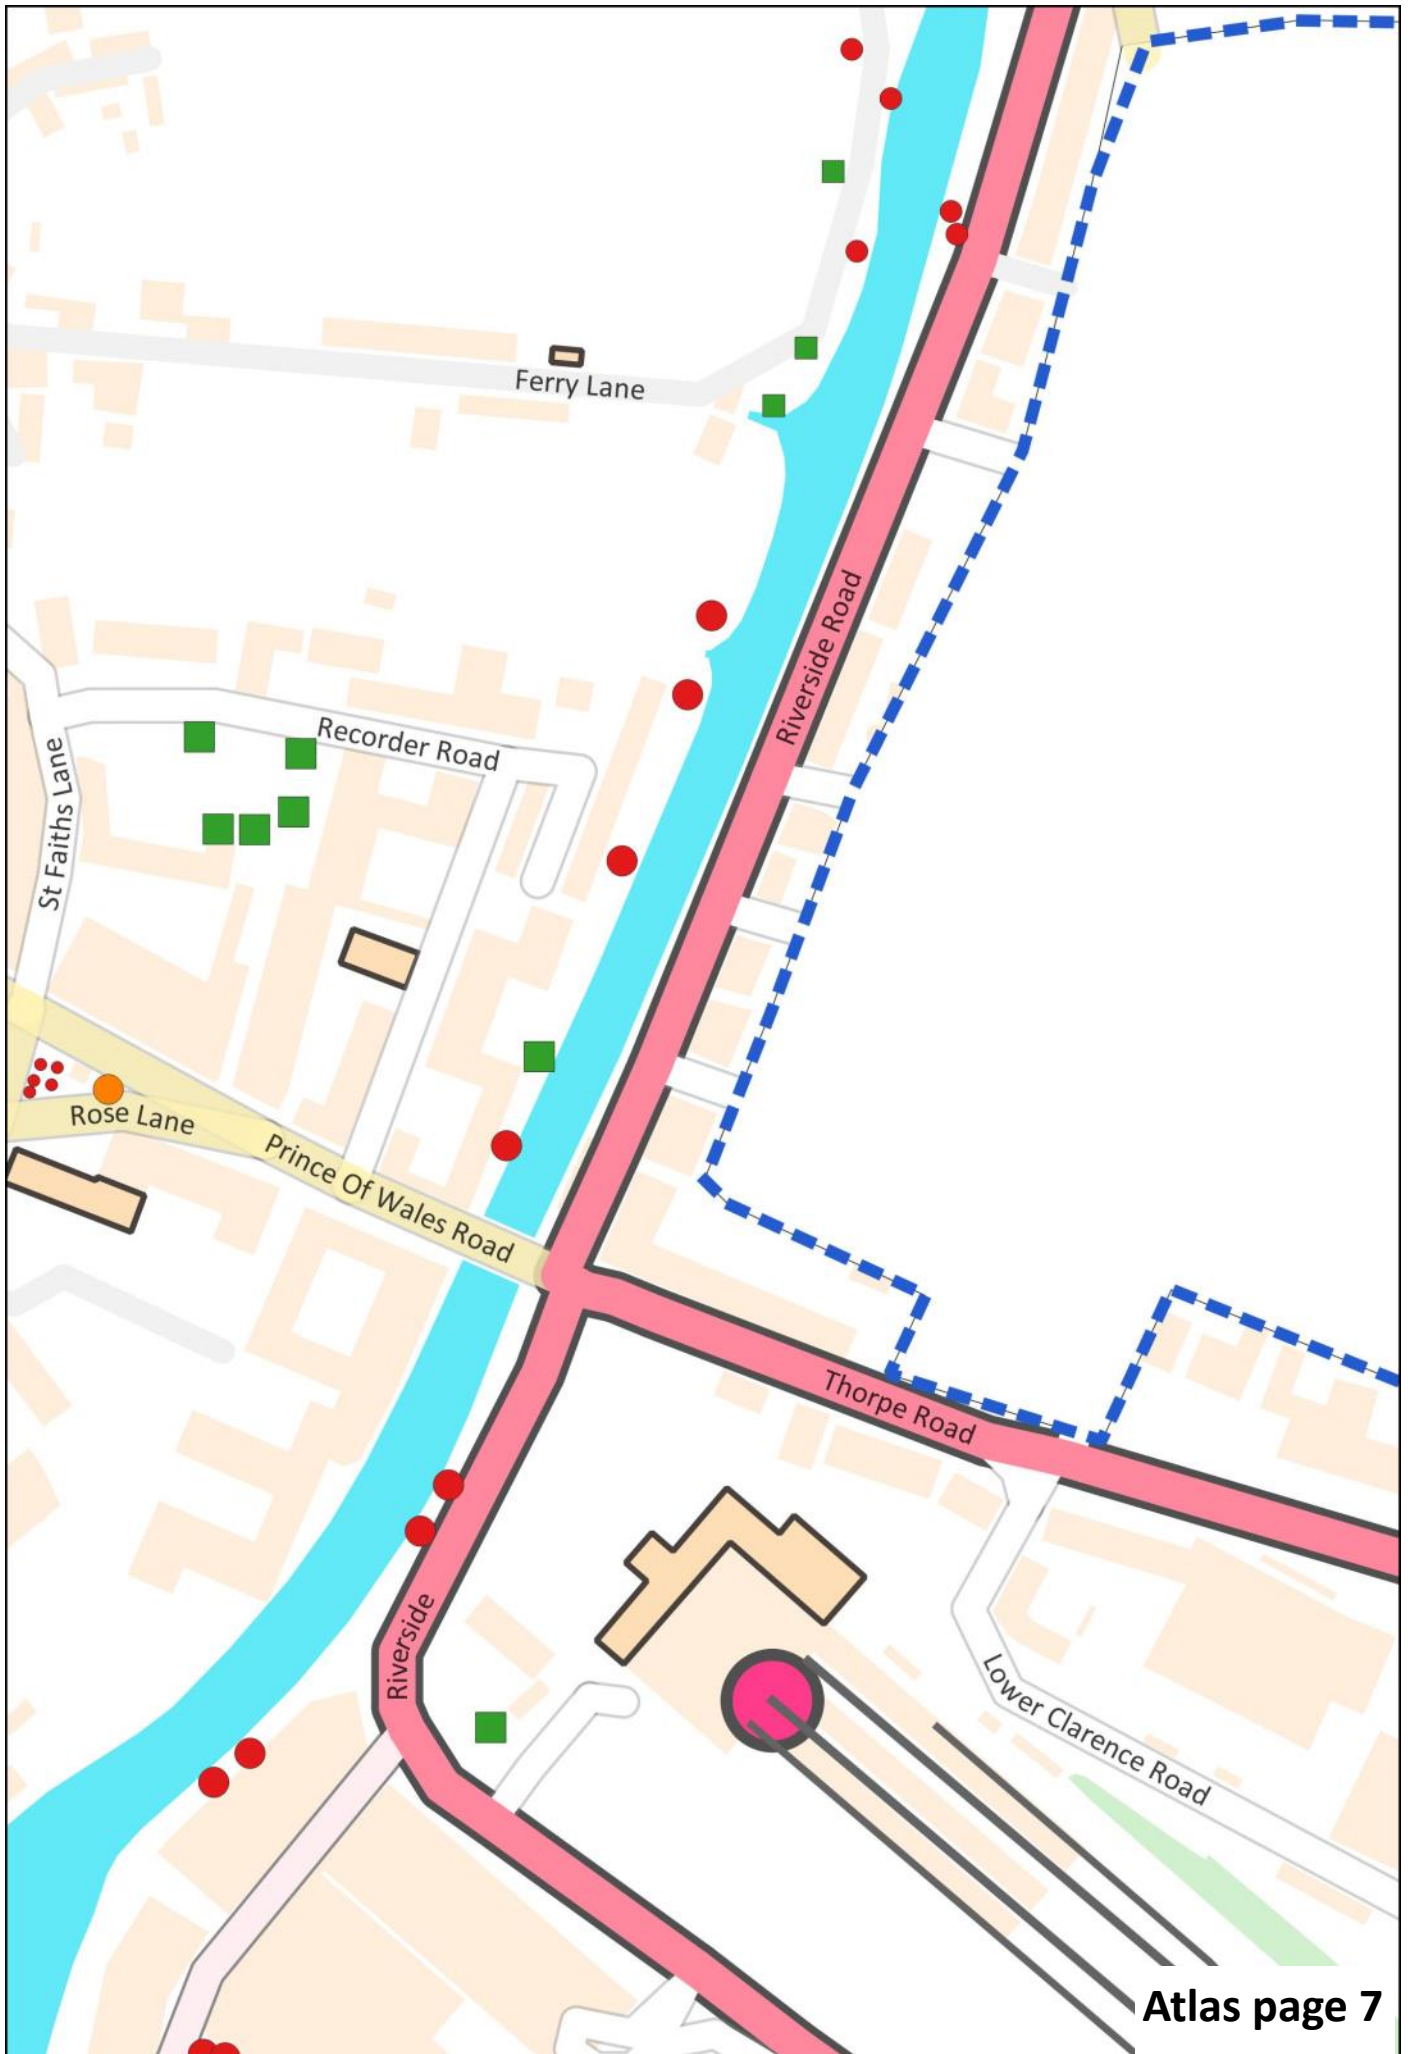 Ferry Lane
Riverside Road
Recorder Road
St Faiths Lane
Rose Lane
Prince Of Wales Road
Thorpe Road
Riverside
Lower Clarence Road
Atlas page 7